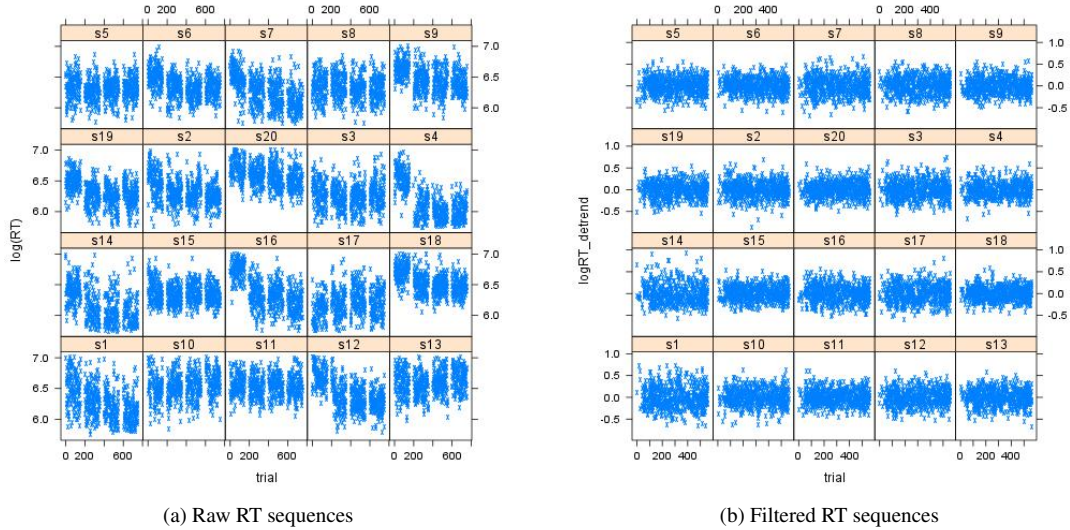 0 200 600 0 200 600
s5 s6 s7 s8 s9
7.0
6.5
6.0
s19 s2 s20 s3 s4
7.0
6.5
6.0
s14 s15 s16 s17 s18
7.0
6.5
6.0
s1 s10 s11 s12 s13
7.0
6.5
6.0
0 200 600 0 200 600 0 200 600
log(RT)
trial
(a) Raw RT sequences
0 200 400 0 200 400
s5 s6 s7 s8 s9
1.0
0.5
0.0
-0.5
s19 s2 s20 s3 s4
1.0
0.5
0.0
-0.5
s14 s15 s16 s17 s18
1.0
0.5
0.0
-0.5
s1 s10 s11 s12 s13
1.0
0.5
0.0
-0.5
0 200 400 0 200 400 0 200 400
logRT_detrend
trial
(b) Filtered RT sequences